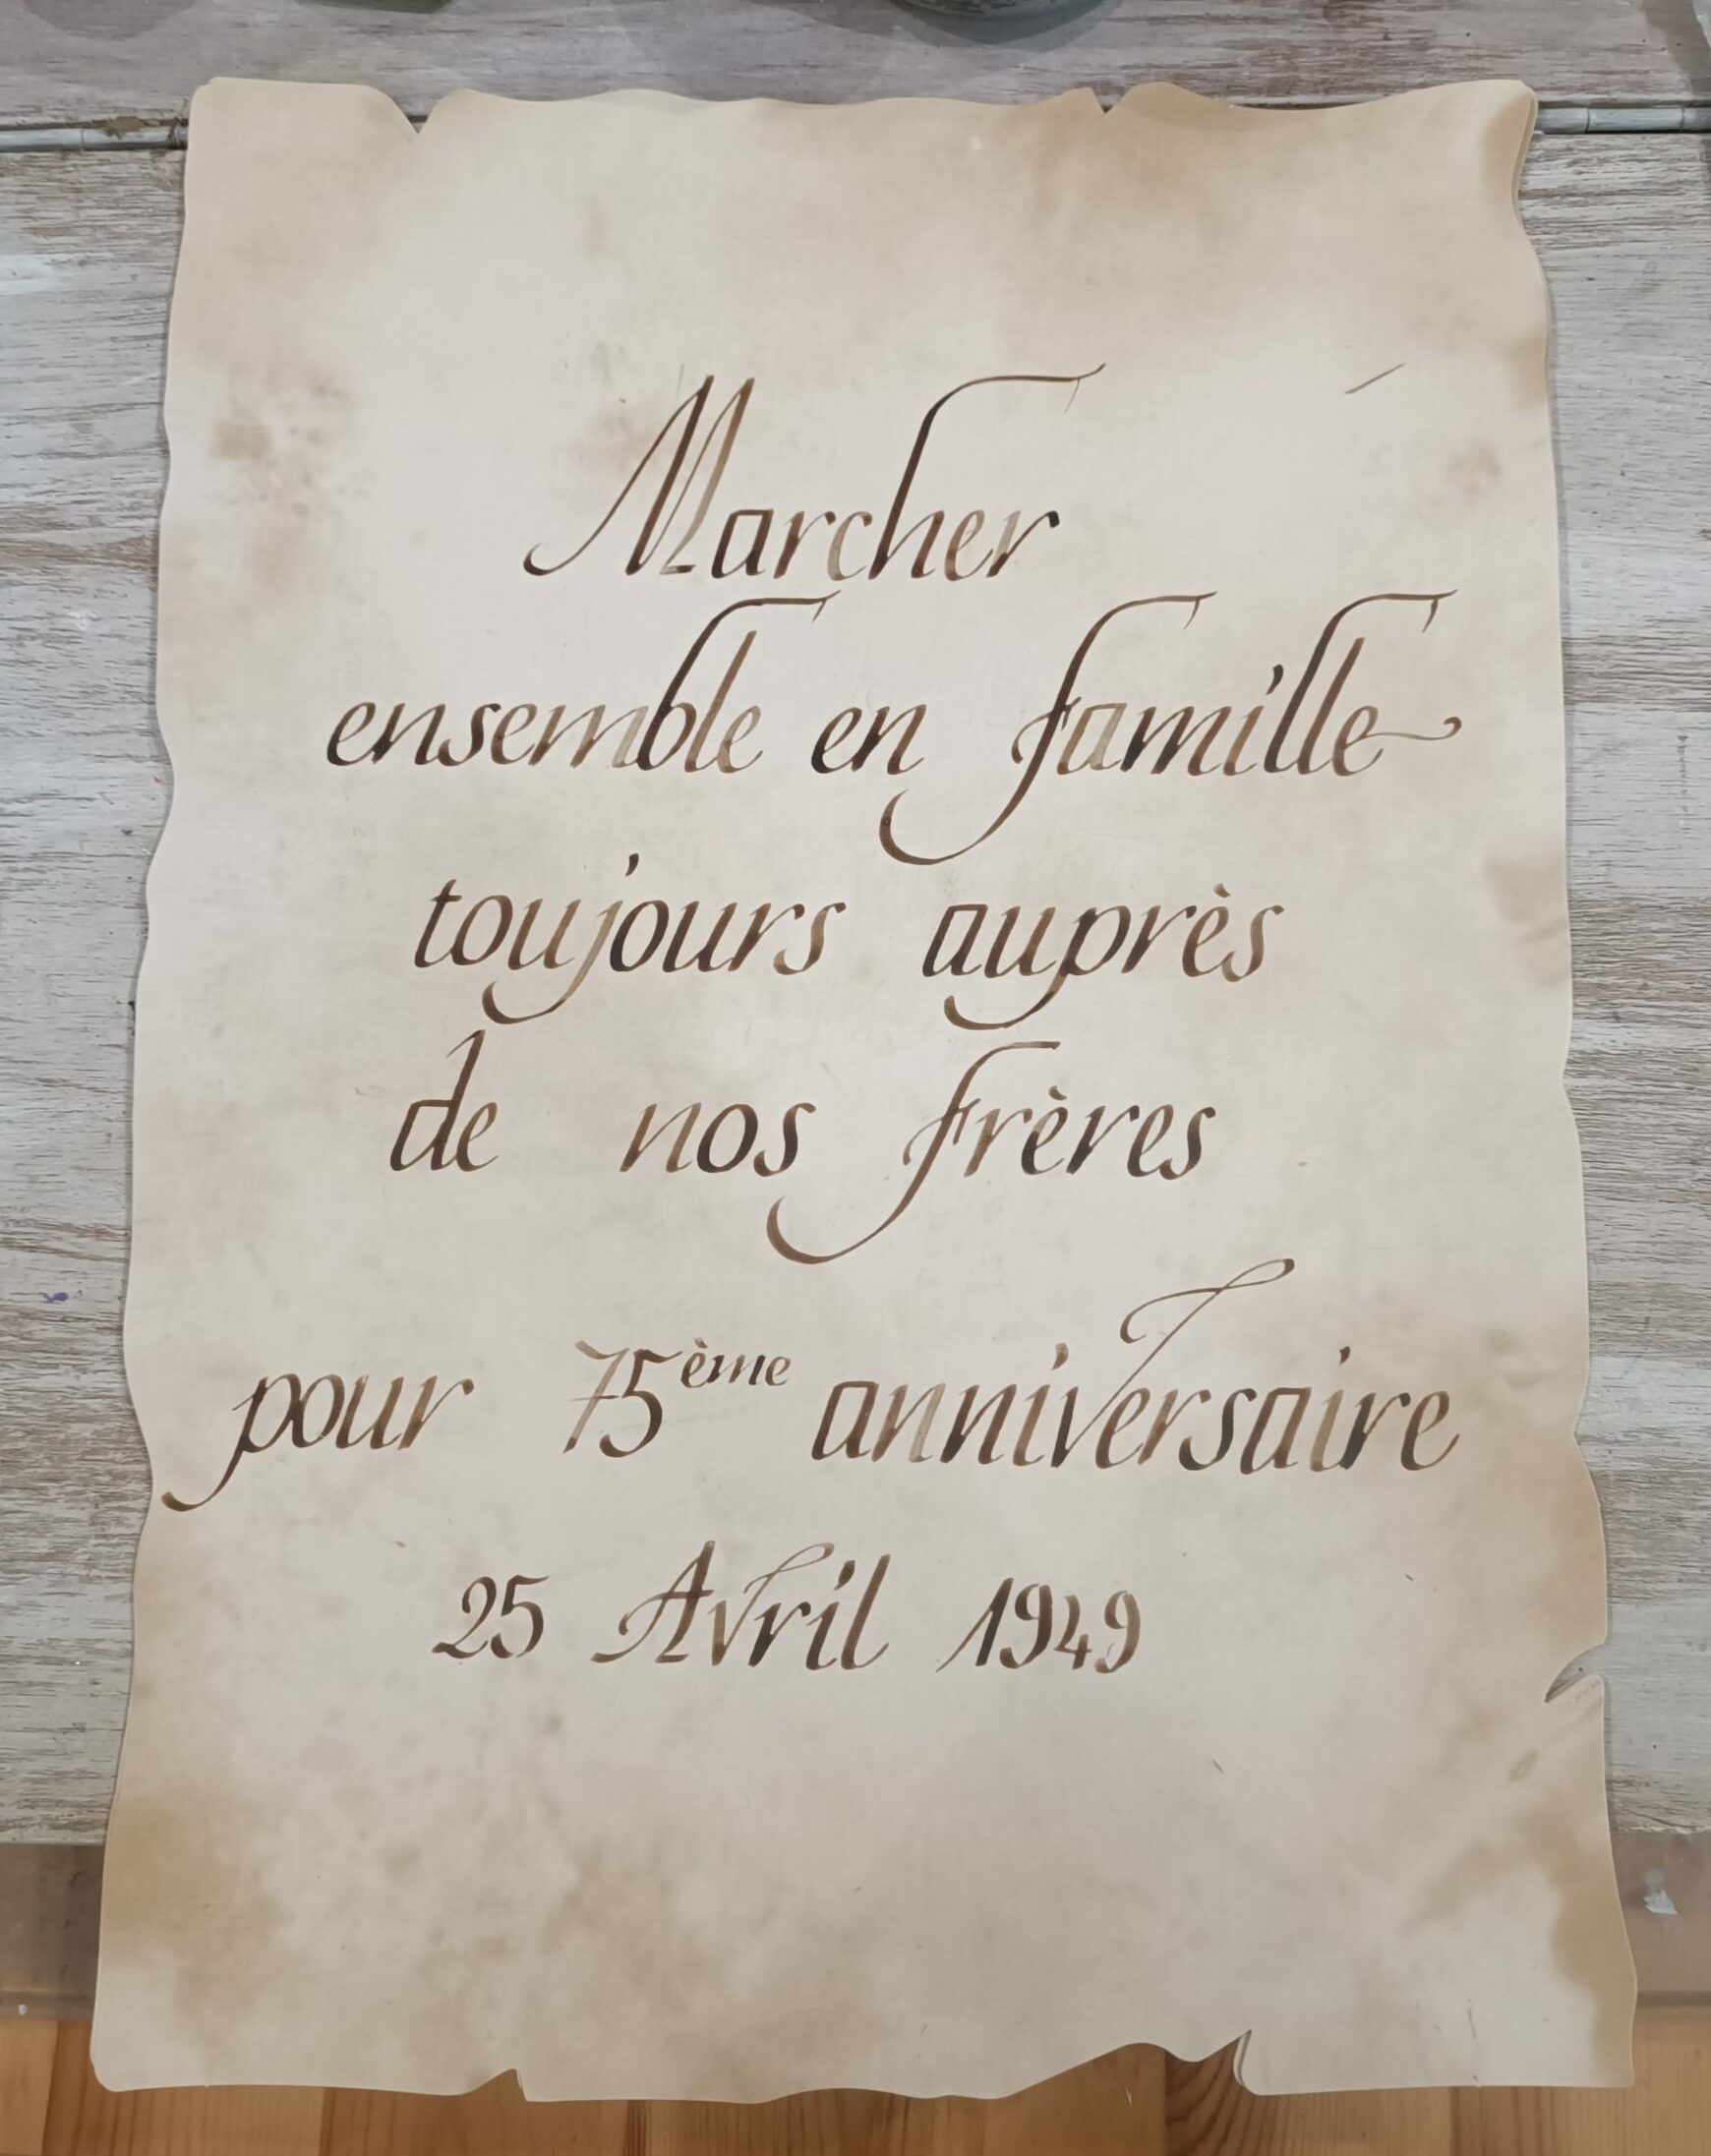 Marcher
ensemble en famille
toujours auprès
de nos frères
pour 75ème anniversaire
25 Avril 1949